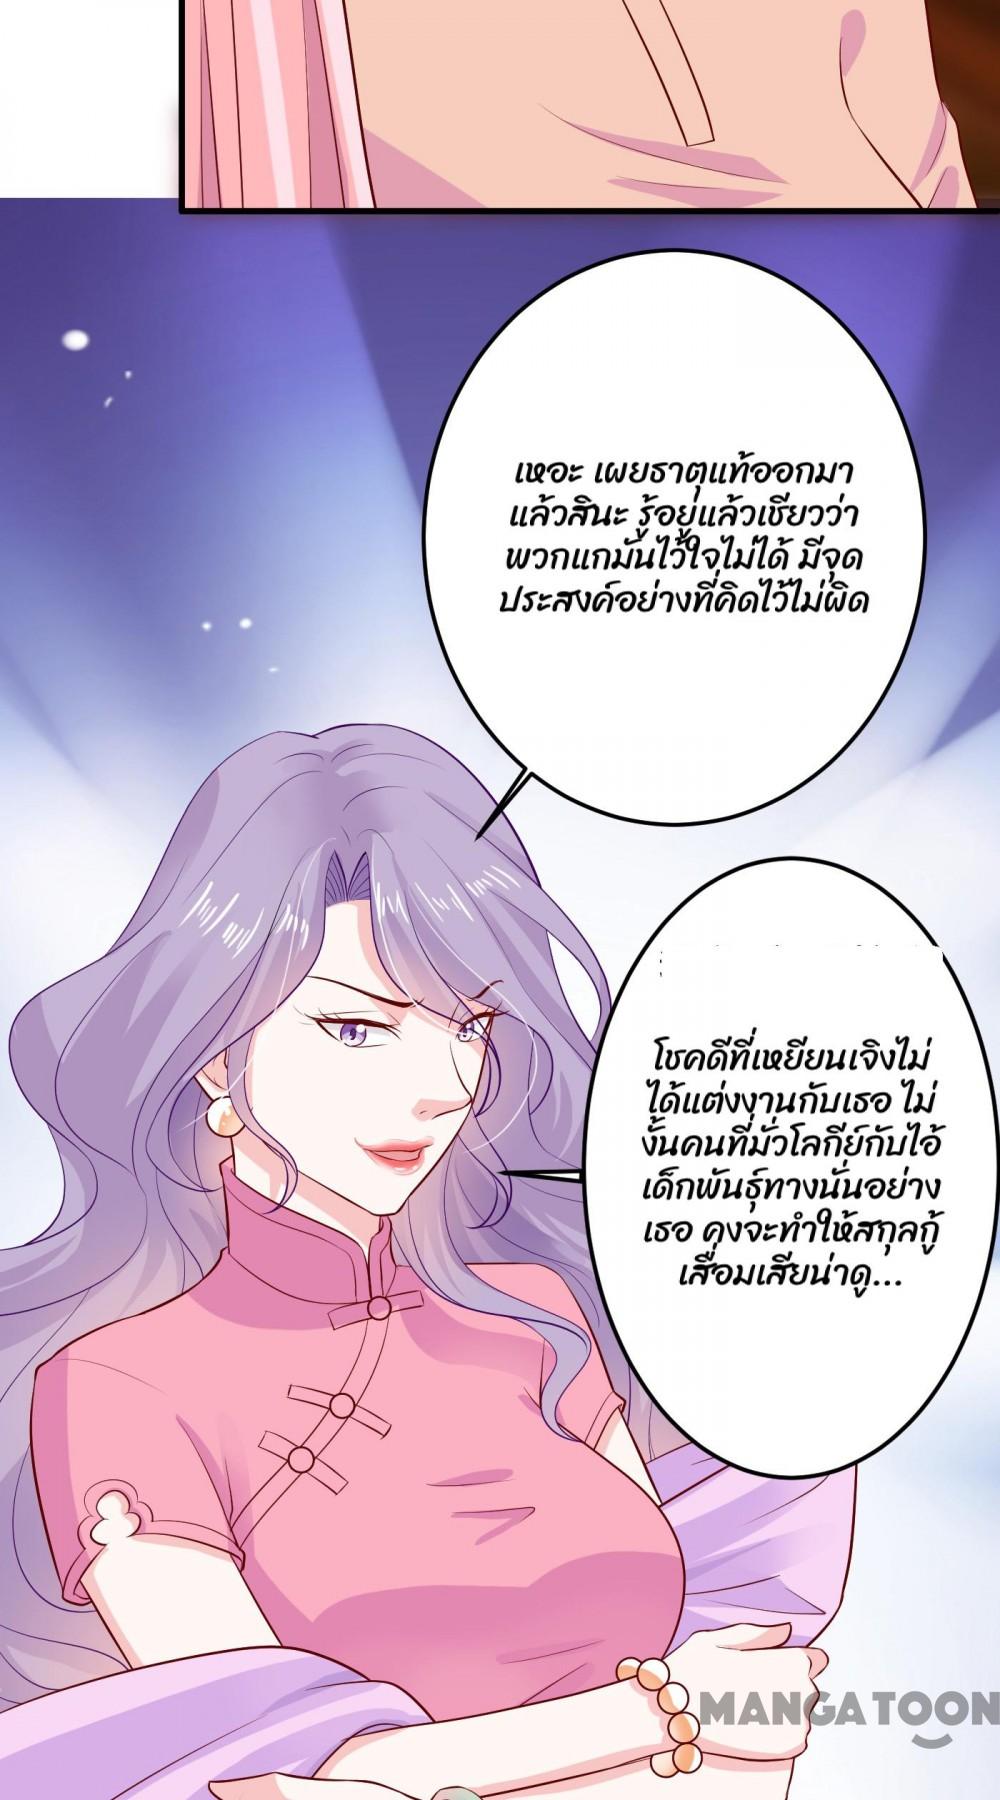 เหอะ เผยธาตุแท้ออกมา
แล้วสินะ รู้อยู่แล้วเชียวว่า
พวกแกมันไว้ใจไม่ได้ มีจุด
ประสงค์อย่างที่คิดไว้ไม่ผิด
โชคดีที่เหยียนเจิงไม่
ได้แต่งงานกับเธอ ไม่
งั้นคนที่มั่วโลกีย์กับไอ้
เด็กพันธุ์ทางนั่นอย่าง
เธอ คงจะทำให้สกุลกู้
เสื่อมเสียน่าดู...
MANGATOON